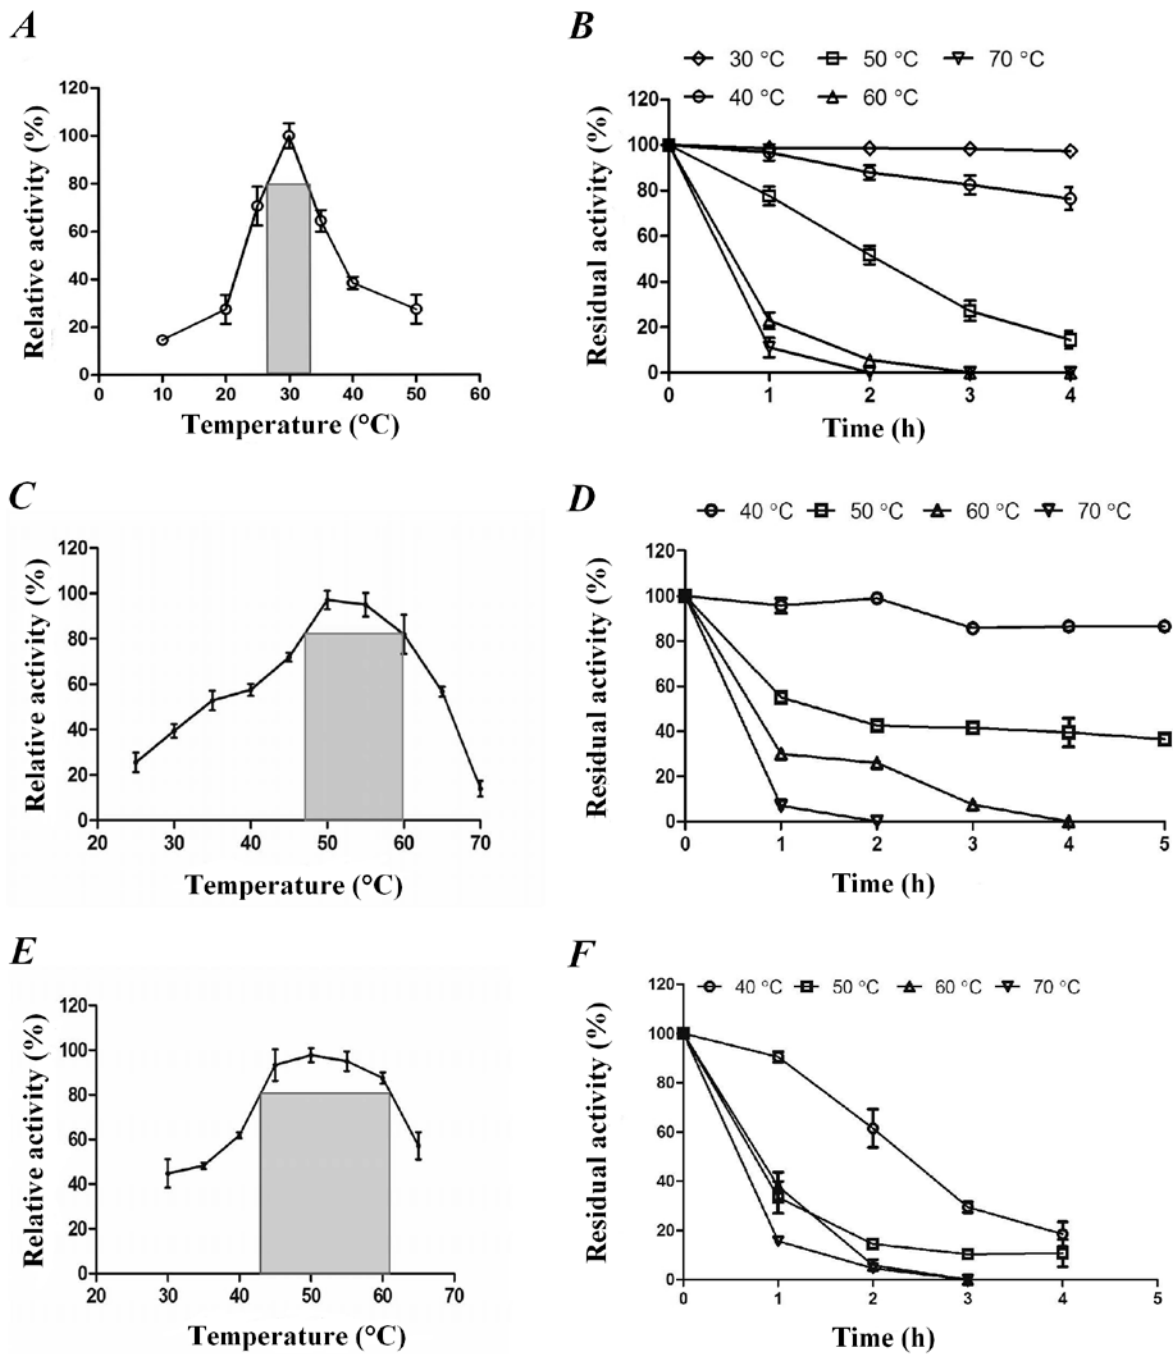 A
Relative activity (%)
120
100
80
60
40
20
0
0 10 20 30 40 50 60
Temperature (°C)
B
30 °C 50 °C 70 °C
40 °C 60 °C
Residual activity (%)
120
100
80
60
40
20
0
0 1 2 3 4
Time (h)
C
Relative activity (%)
120
100
80
60
40
20
0
20 30 40 50 60 70
Temperature (°C)
D
40 °C 50 °C 60 °C 70 °C
Residual activity (%)
120
100
80
60
40
20
0
0 1 2 3 4 5
Time (h)
E
Relative activity (%)
120
100
80
60
40
20
0
20 30 40 50 60 70
Temperature (°C)
F
40 °C 50 °C 60 °C 70 °C
Residual activity (%)
120
100
80
60
40
20
0
0 1 2 3 4 5
Time (h)